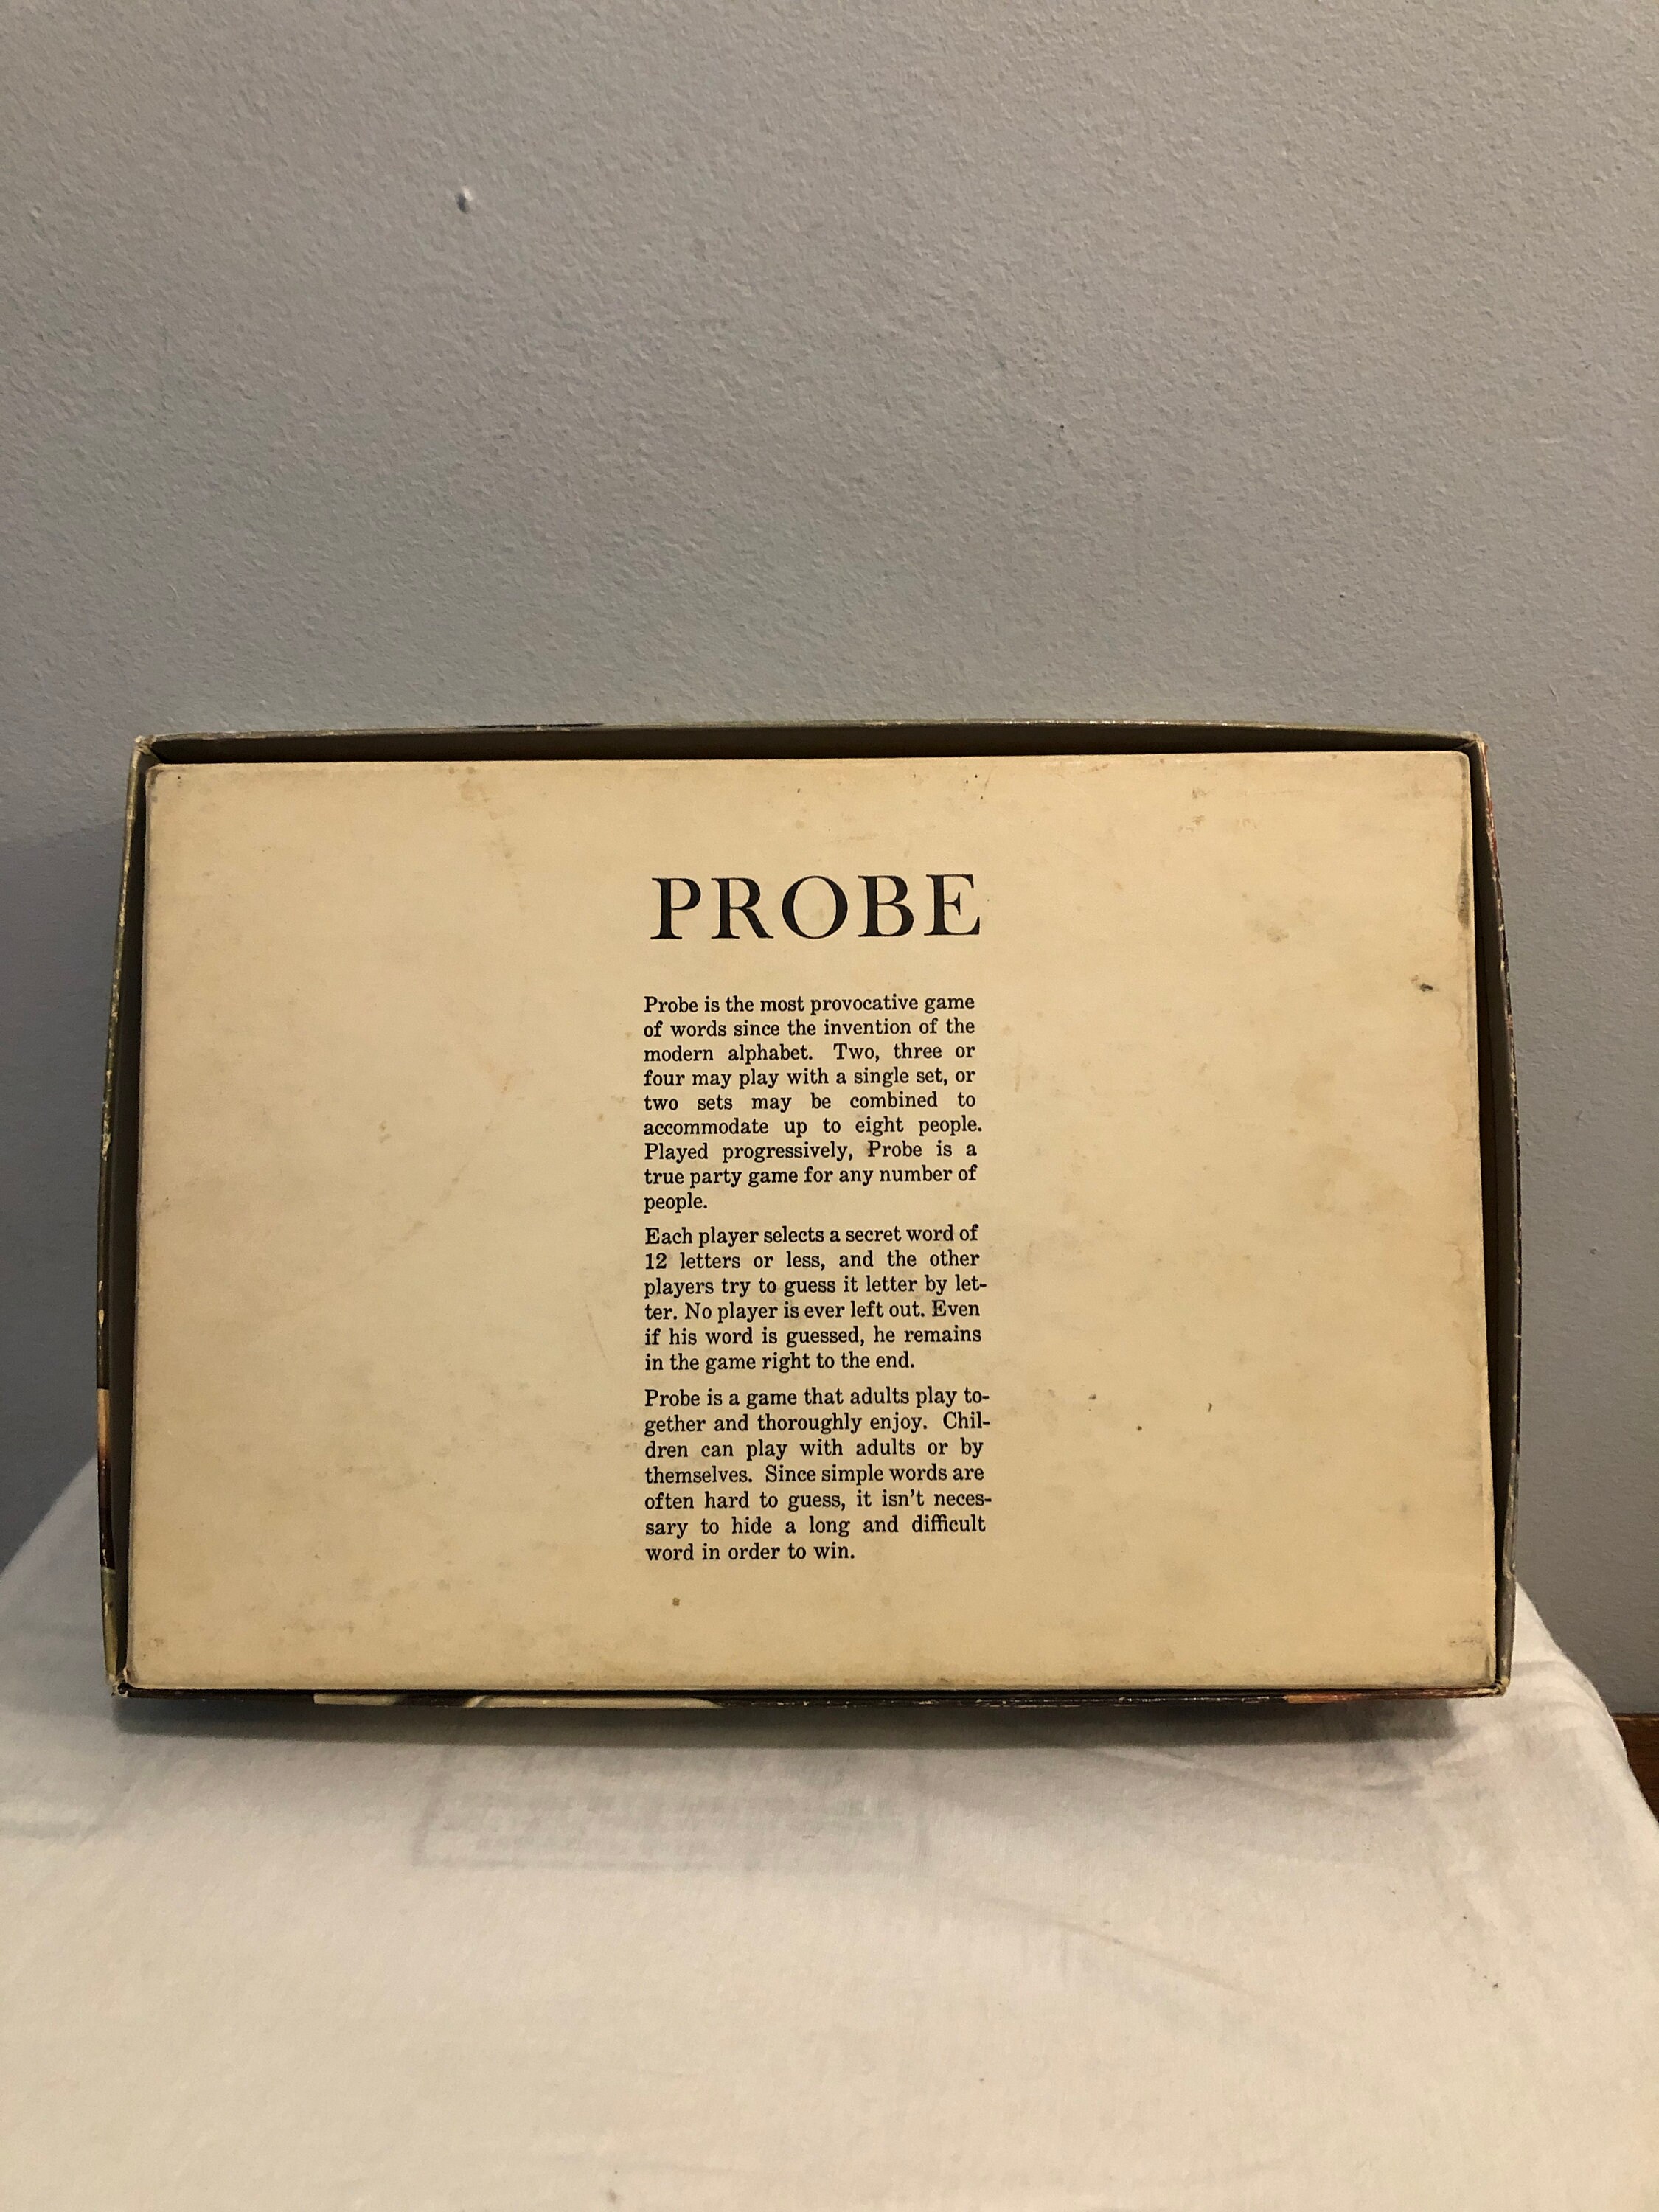 PROBE
Probe is the most provocative game
of words since the invention of the
modern alphabet. Two, three or
four may play with a single set, or
two sets may be combined to
accommodate up to eight people.
Played progressively, Probe is a
true party game for any number of
people.
Each player selects a secret word of
12 letters or less, and the other
players try to guess it letter by let-
ter. No player is ever left out. Even
if his word is guessed, he remains
in the game right to the end.
Probe is a game that adults play to-
gether and thoroughly enjoy. Chil-
dren can play with adults or by
themselves. Since simple words are
often hard to guess, it isn't neces-
sary to hide a long and difficult
word in order to win.